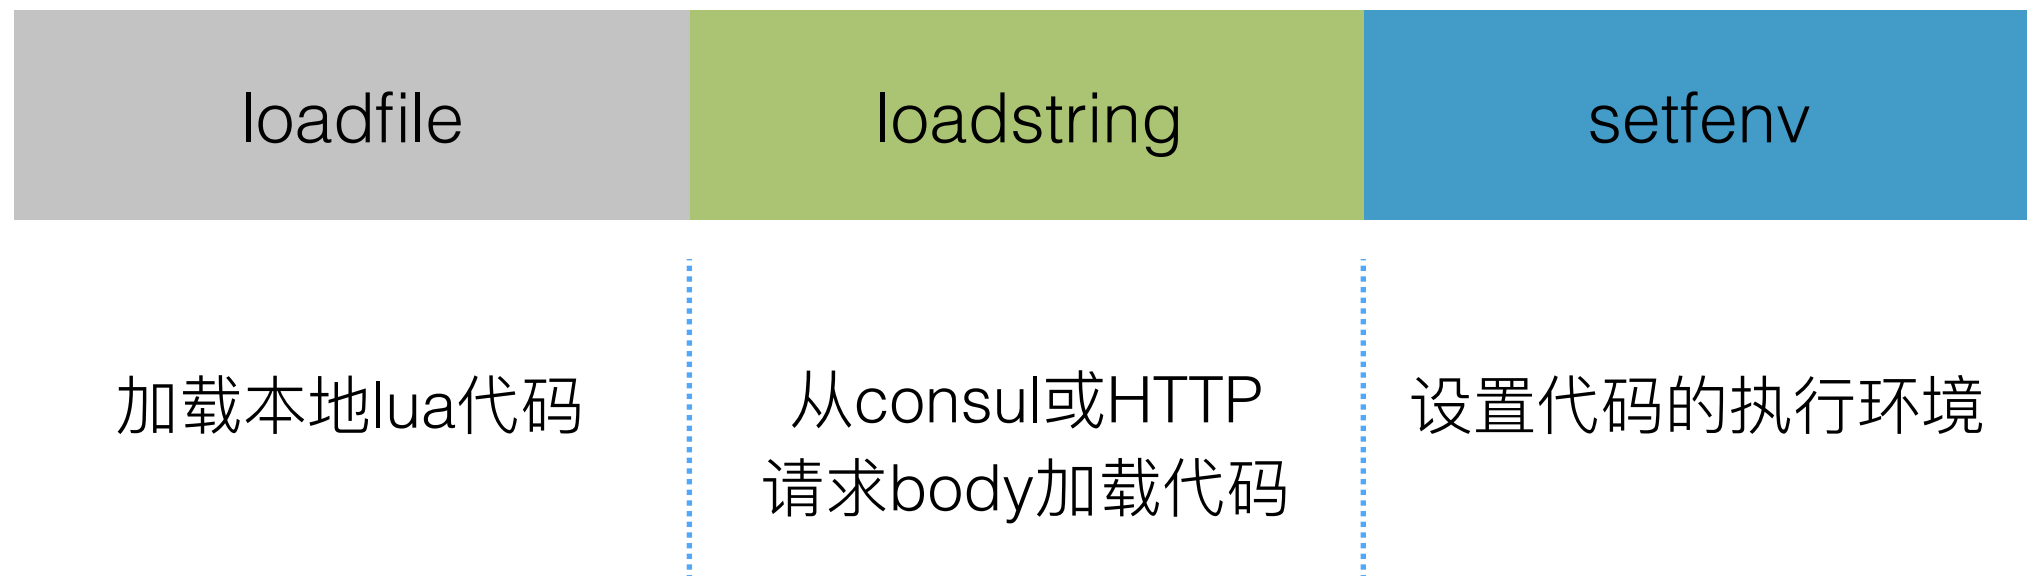 loadfile
loadstring
setfenv
加载本地lua代码
从consul或HTTP
请求body加载代码
设置代码的执行环境